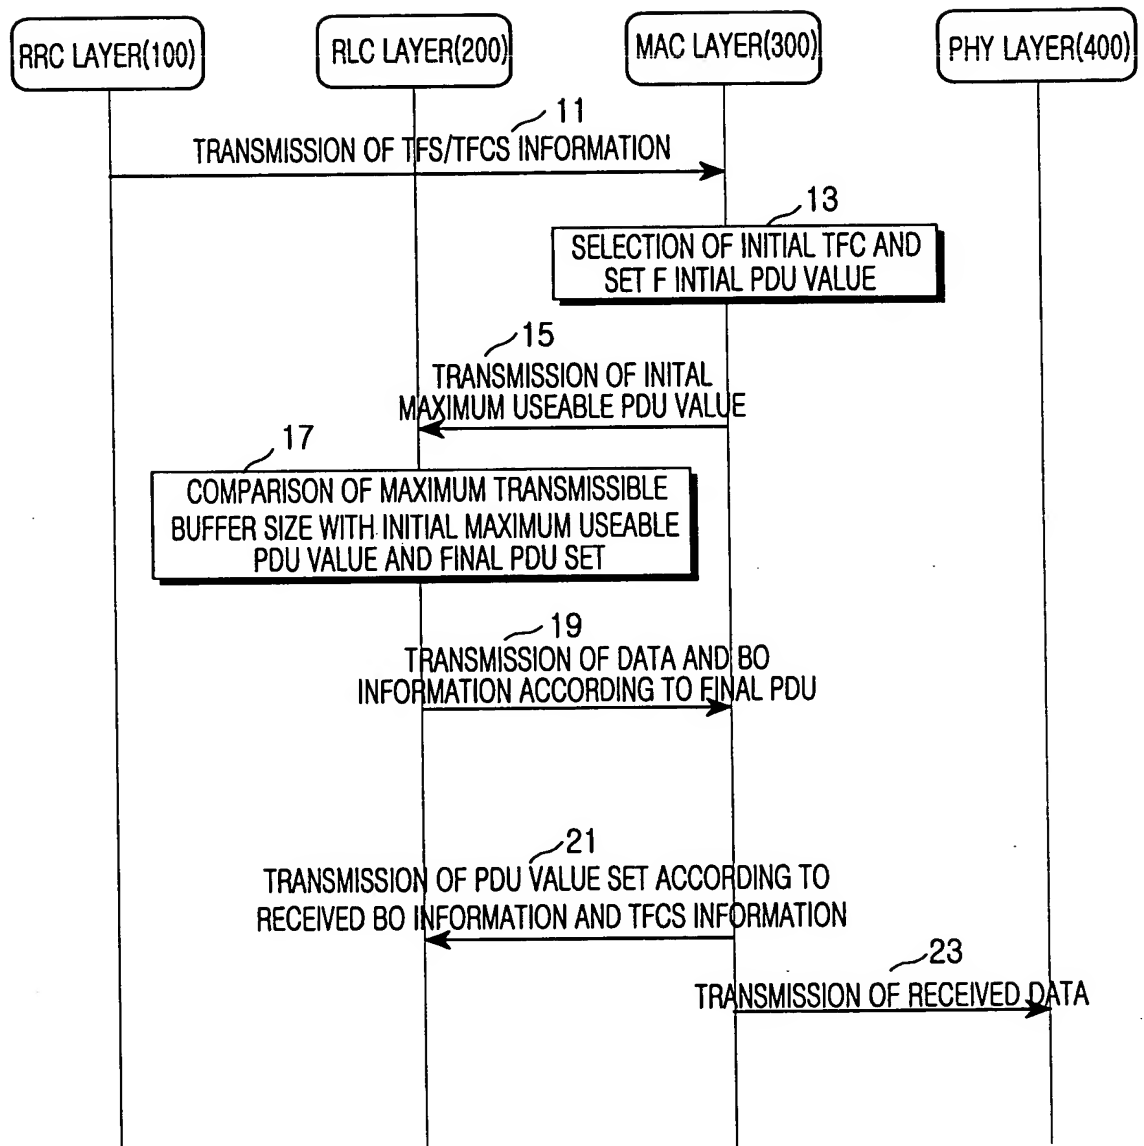 RRC LAYER(100)
RLC LAYER(200)
MAC LAYER(300)
PHY LAYER(400)
11
TRANSMISSION OF TFS/TFCS INFORMATION
13
SELECTION OF INITIAL TFC AND
SET F INTIAL PDU VALUE
15
TRANSMISSION OF INITAL
MAXIMUM USEABLE PDU VALUE
17
COMPARISON OF MAXIMUM TRANSMISSIBLE
BUFFER SIZE WITH INITIAL MAXIMUM USEABLE
PDU VALUE AND FINAL PDU SET
19
TRANSMISSION OF DATA AND BO
INFORMATION ACCORDING TO FINAL PDU
21
TRANSMISSION OF PDU VALUE SET ACCORDING TO
RECEIVED BO INFORMATION AND TFCS INFORMATION
23
TRANSMISSION OF RECEIVED DATA